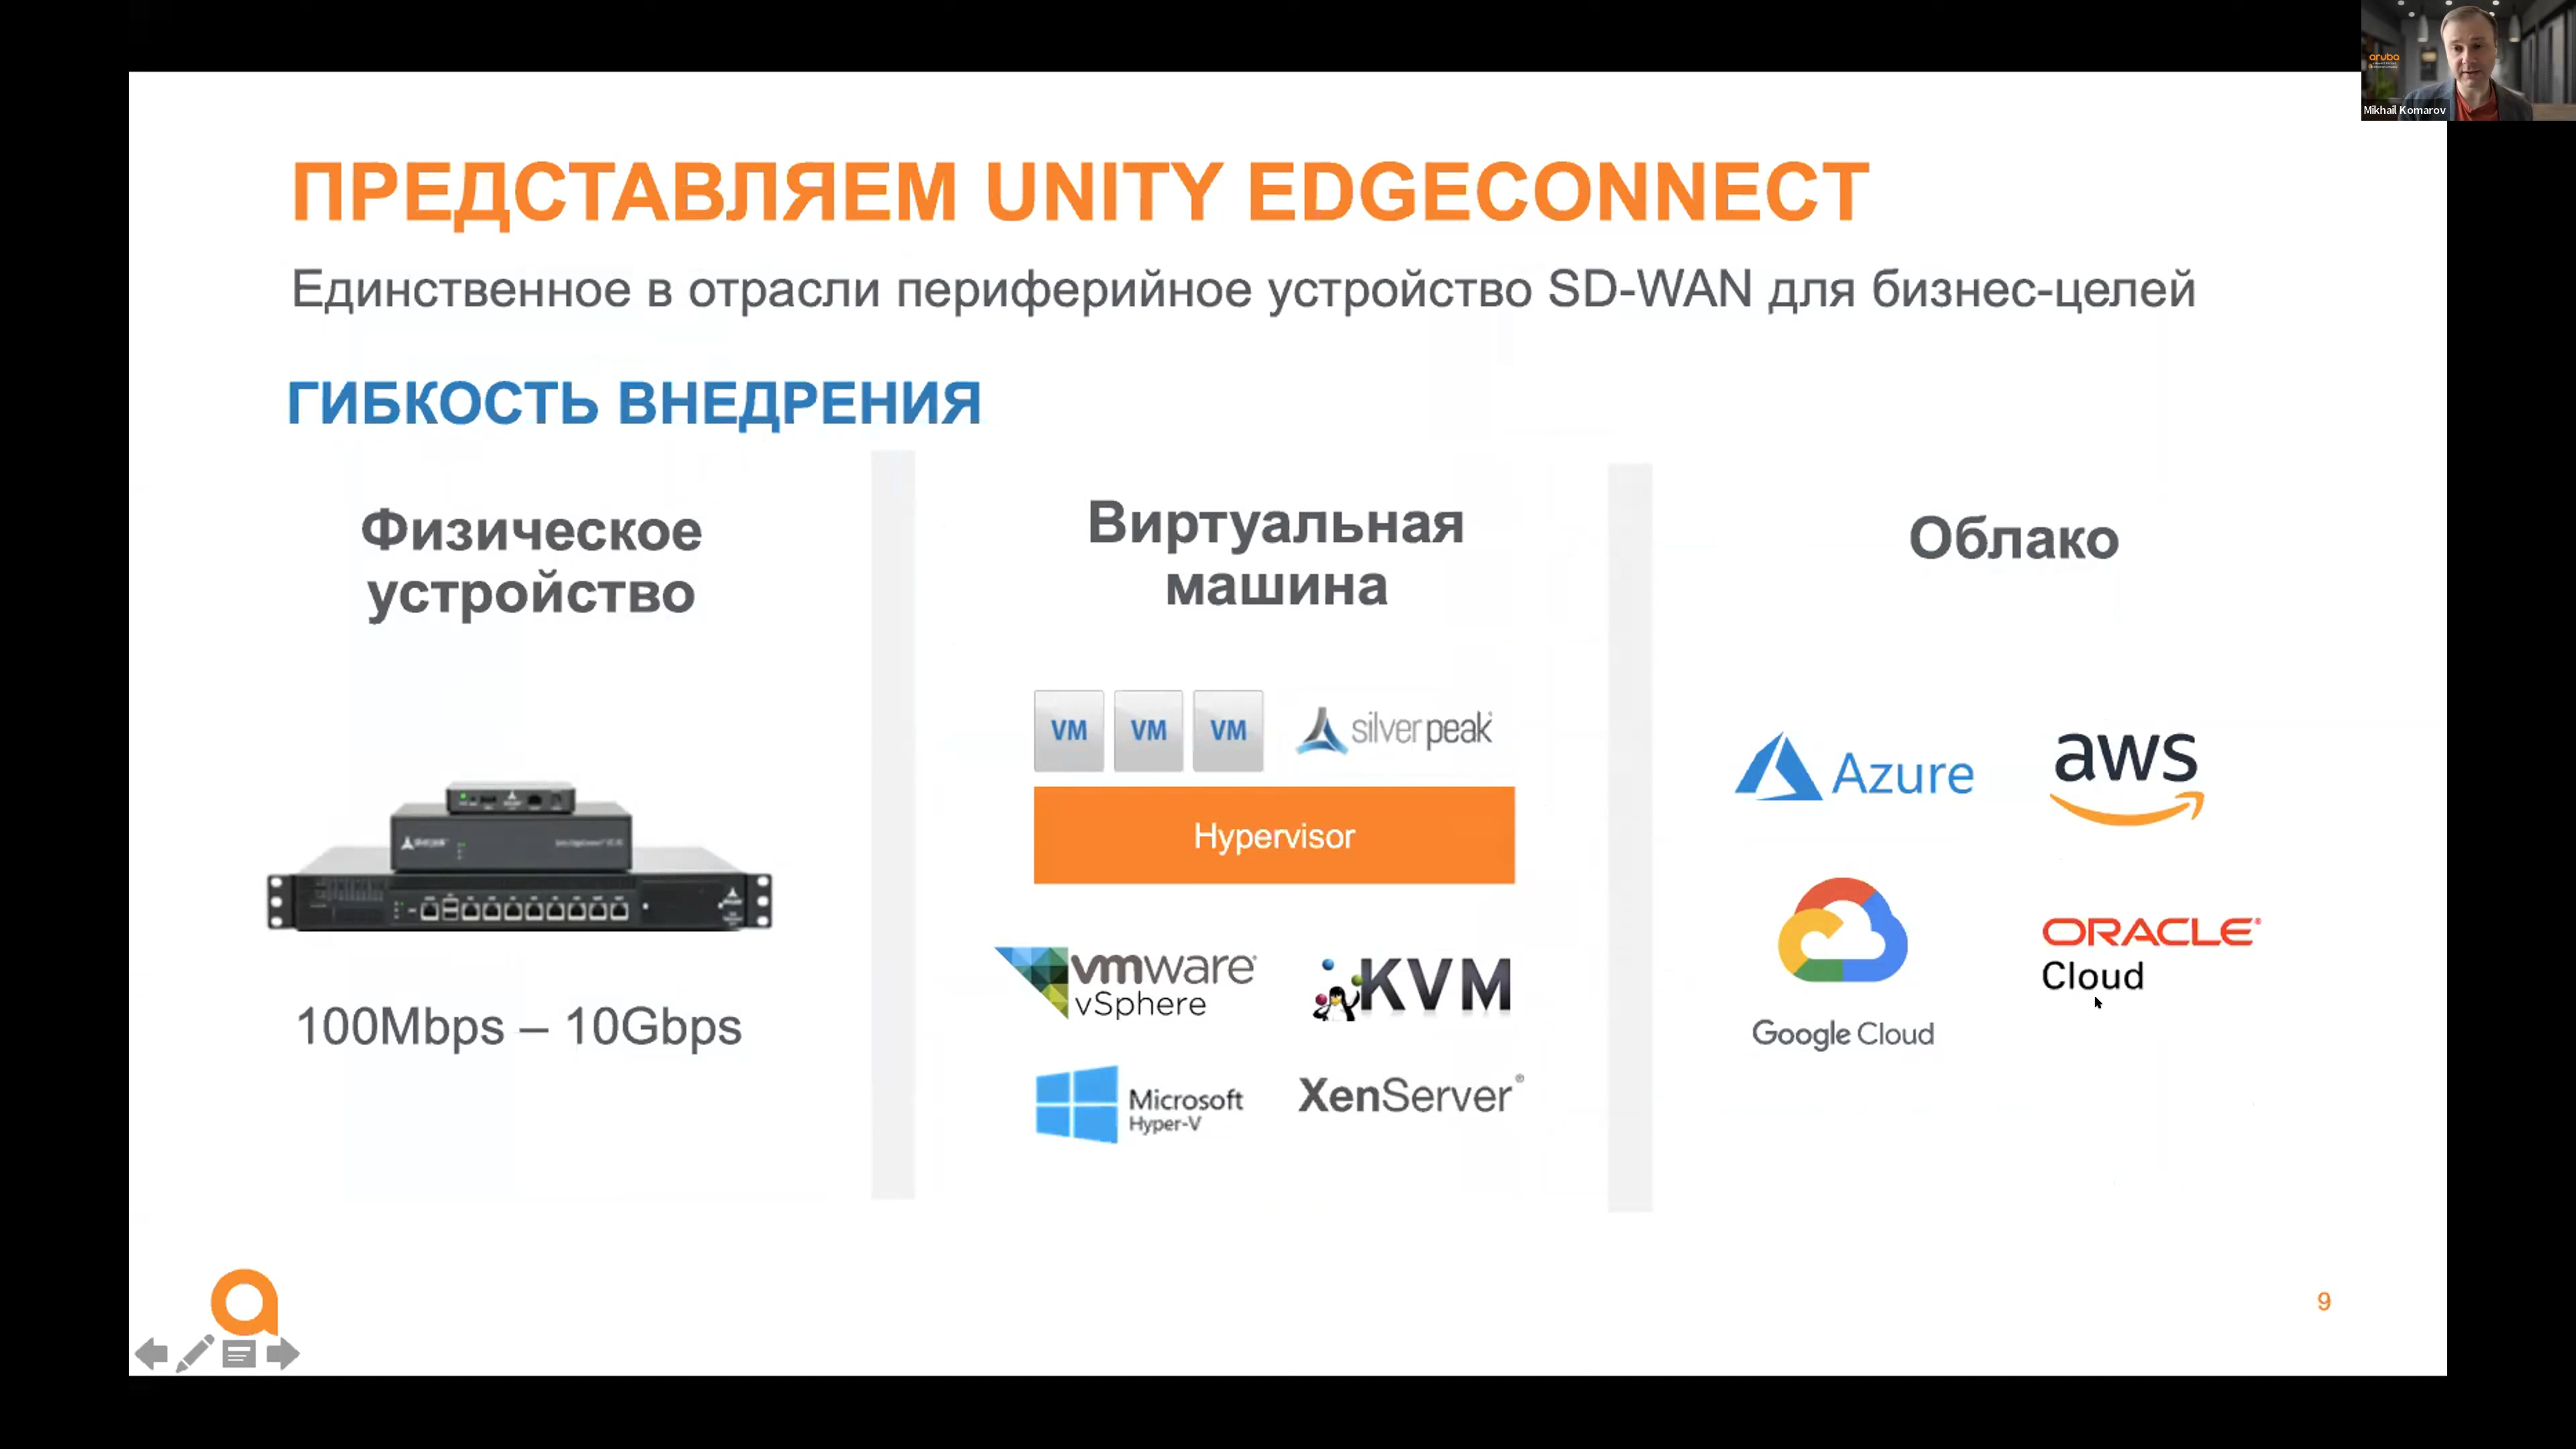 aruba
Mikhail Komarov
ПРЕДСТАВЛЯЕМ UNITY EDGECONNECT
Единственное в отрасли периферийное устройство SD-WAN для бизнес-целей
ГИБКОСТЬ ВНЕДРЕНИЯ
Физическое
устройство
100Mbps – 10Gbps
Виртуальная
машина
VM VM VM silver peak
Hypervisor
vmware®
vSphere
KVM
Microsoft
Hyper-V
XenServer®
Облако
Azure
aws
Google Cloud
ORACLE®
Cloud
9